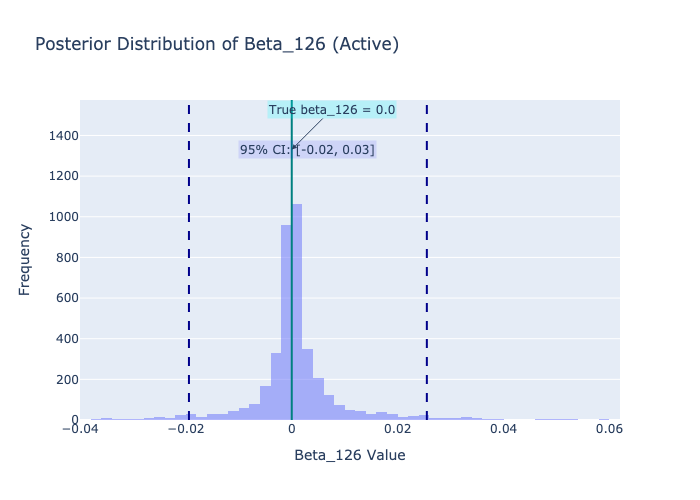 Posterior Distribution of Beta_126 (Active)
True beta_126 = 0.0
95% CI: [-0.02, 0.03]
1400
1200
1000
800
600
400
200
0
Frequency
−0.04
−0.02
0
0.02
0.04
0.06
Beta_126 Value